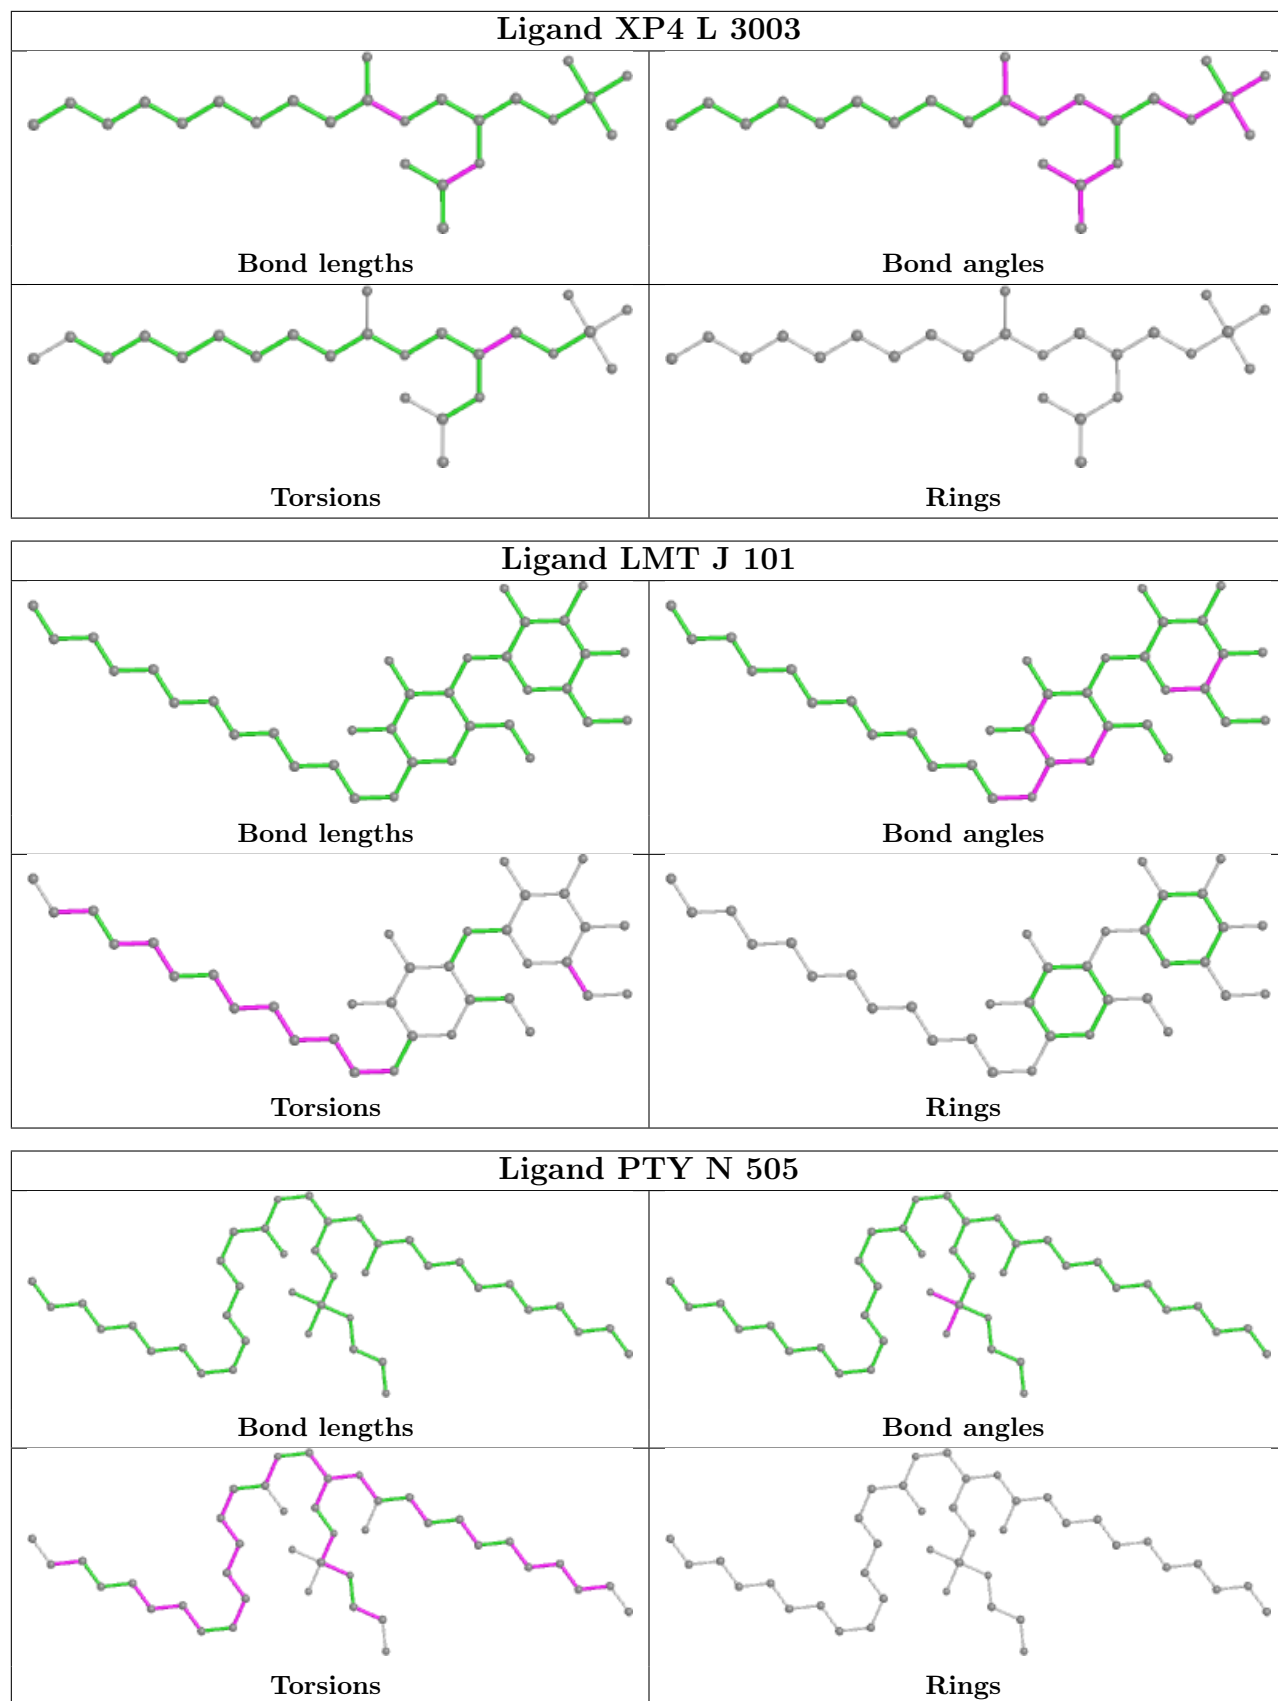 Ligand XP4 L 3003
Bond lengths
Bond angles
Torsions
Rings
Ligand LMT J 101
Bond lengths
Bond angles
Torsions
Rings
Ligand PTY N 505
Bond lengths
Bond angles
Torsions
Rings